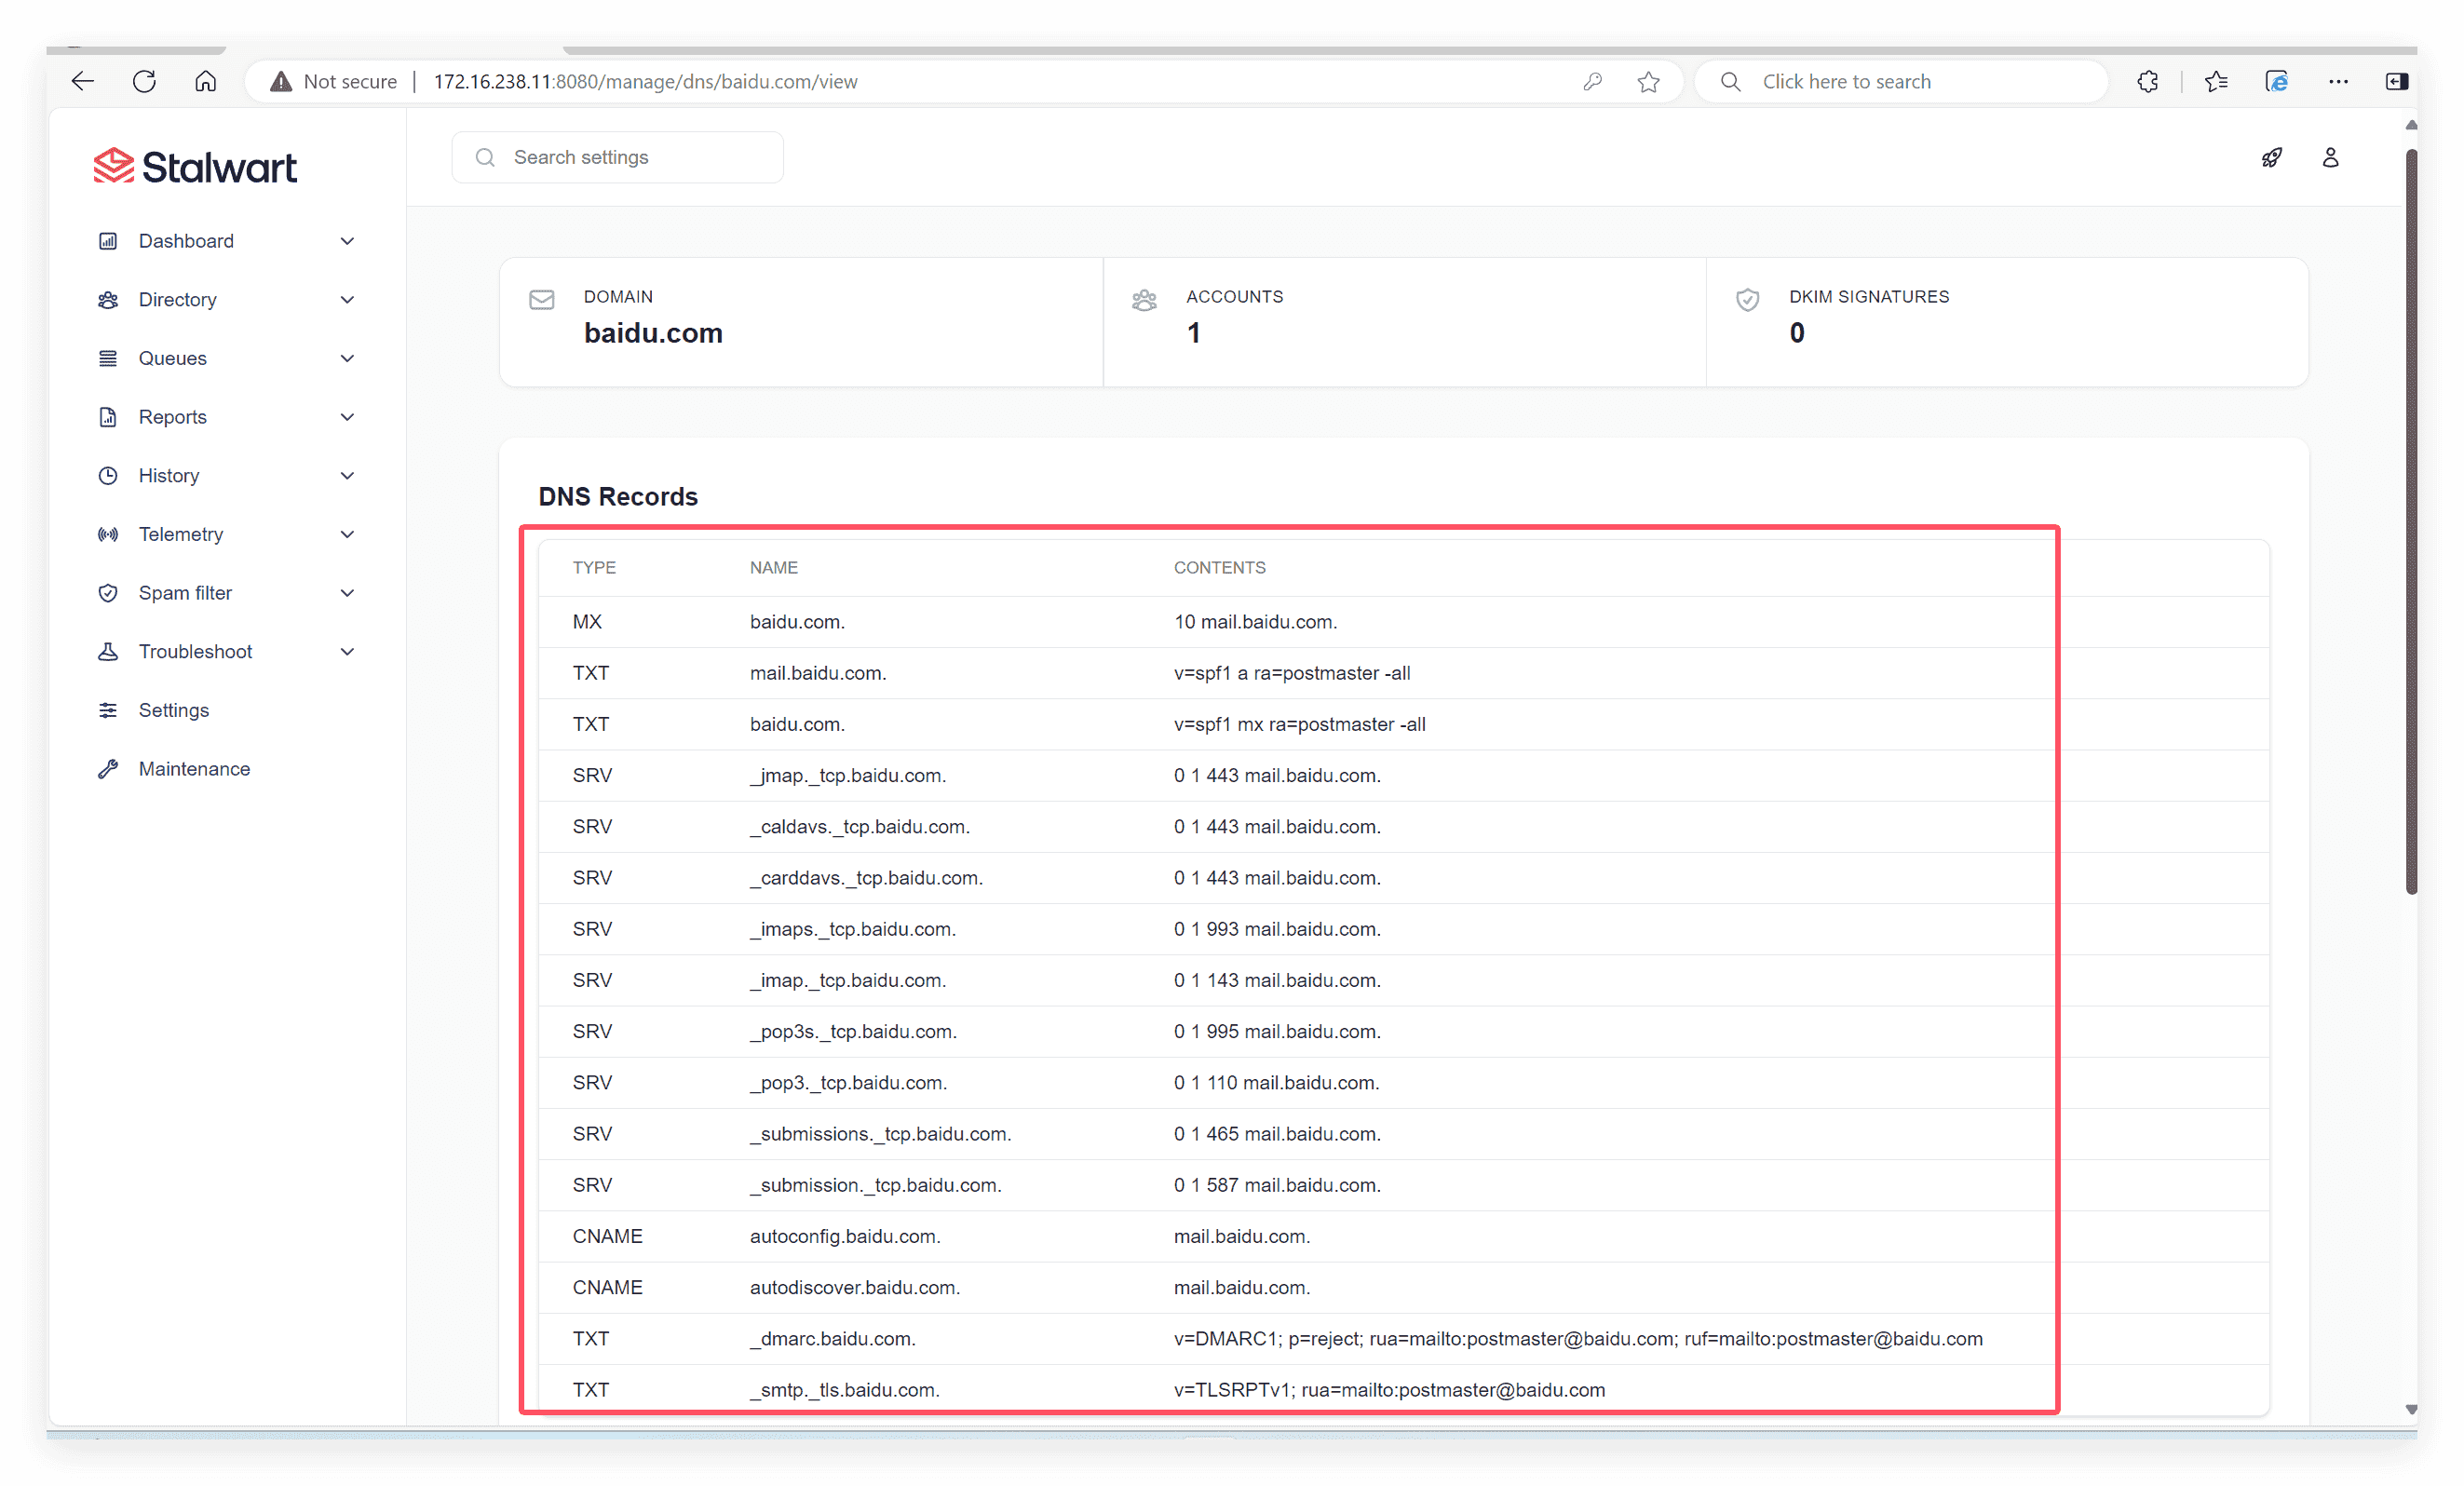 Not secure | 172.16.238.11:8080/manage/dns/baidu.com/view
Click here to search
Stalwart
Search settings
Dashboard
Directory
Queues
Reports
History
Telemetry
Spam filter
Troubleshoot
Settings
Maintenance
DOMAIN
baidu.com
ACCOUNTS
1
DKIM SIGNATURES
0
DNS Records
TYPE NAME CONTENTS
MX baidu.com. 10 mail.baidu.com.
TXT mail.baidu.com. v=spf1 a ra=postmaster -all
TXT baidu.com. v=spf1 mx ra=postmaster -all
SRV _jmap._tcp.baidu.com. 0 1 443 mail.baidu.com.
SRV _caldavs._tcp.baidu.com. 0 1 443 mail.baidu.com.
SRV _carddavs._tcp.baidu.com. 0 1 443 mail.baidu.com.
SRV _imaps._tcp.baidu.com. 0 1 993 mail.baidu.com.
SRV _imap._tcp.baidu.com. 0 1 143 mail.baidu.com.
SRV _pop3s._tcp.baidu.com. 0 1 995 mail.baidu.com.
SRV _pop3._tcp.baidu.com. 0 1 110 mail.baidu.com.
SRV _submissions._tcp.baidu.com. 0 1 465 mail.baidu.com.
SRV _submission._tcp.baidu.com. 0 1 587 mail.baidu.com.
CNAME autoconfig.baidu.com. mail.baidu.com.
CNAME autodiscover.baidu.com. mail.baidu.com.
TXT _dmarc.baidu.com. v=DMARC1; p=reject; rua=mailto:postmaster@baidu.com; ruf=mailto:postmaster@baidu.com
TXT _smtp._tls.baidu.com. v=TLSRPTv1; rua=mailto:postmaster@baidu.com